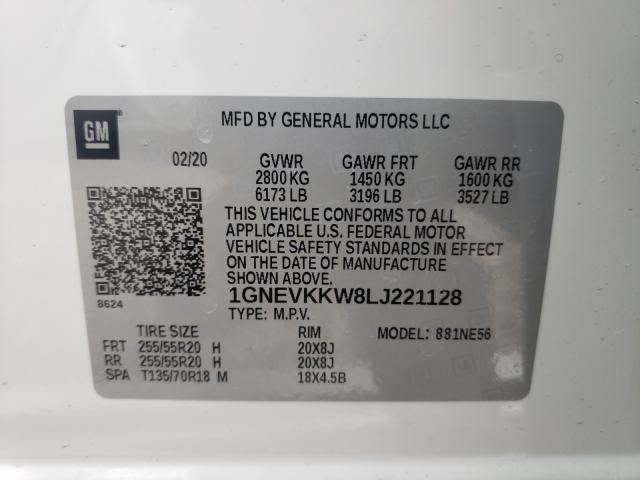 GM
MFD BY GENERAL MOTORS LLC
02/20 GVWR GAWR FRT GAWR RR
2800 KG 1450 KG 1600 KG
6173 LB 3196 LB 3527 LB
THIS VEHICLE CONFORMS TO ALL
APPLICABLE U.S. FEDERAL MOTOR
VEHICLE SAFETY STANDARDS IN EFFECT
ON THE DATE OF MANUFACTURE
SHOWN ABOVE.
8624
1GNEVKKW8LJ221128
TYPE: M.P.V.
TIRE SIZE RIM MODEL: 881NE56
FRT 255/55R20 H 20X8J
RR 255/55R20 H 20X8J
SPA T135/70R18 M 18X4.5B